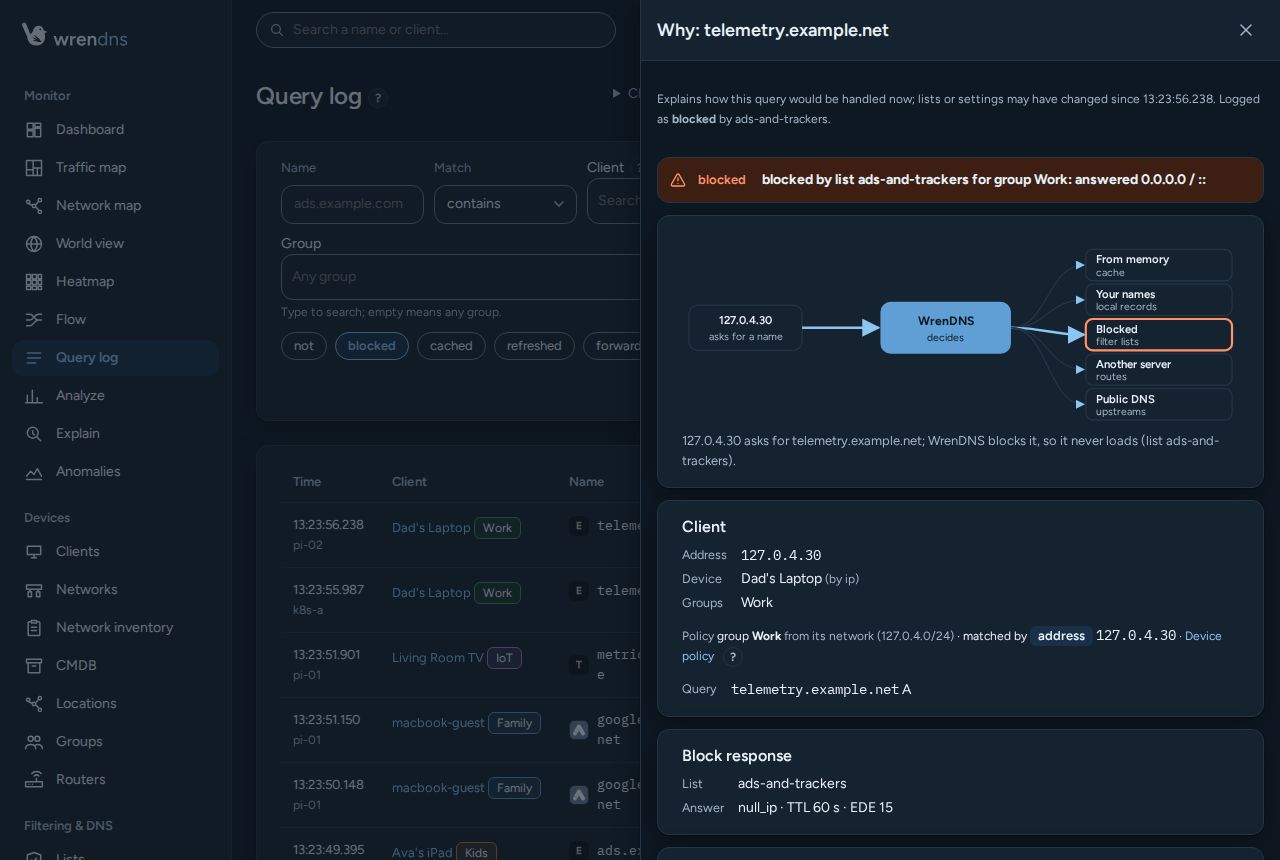 wrendns
Monitor
Dashboard
Traffic map
Network map
World view
Heatmap
Flow
Query log
Analyze
Explain
Anomalies
Devices
Clients
Networks
Network inventory
CMDB
Locations
Groups
Routers
Filtering & DNS
Lists
Search a name or client...
Query log ?
Name
Match
Client
ads.example.com
contains
Search
Group
Any group
Type to search; empty means any group.
not
blocked
cached
refreshed
forward
Time
Client
Name
13:23:56.238
pi-02
Dad's Laptop Work
E
13:23:55.987
k8s-a
Dad's Laptop Work
E
13:23:51.901
pi-01
Living Room TV IoT
T
13:23:51.150
pi-01
macbook-guest Family
net
13:23:50.148
pi-01
macbook-guest Family
net
13:23:49.395
Ava's iPad Kids
E
Why: telemetry.example.net
Explains how this query would be handled now; lists or settings may have changed since 13:23:56.238. Logged
as blocked by ads-and-trackers.
blocked blocked by list ads-and-trackers for group Work: answered 0.0.0.0 / ::
127.0.4.30
asks for a name
WrenDNS
decides
From memory
cache
Your names
local records
Blocked
filter lists
Another server
routes
Public DNS
upstreams
127.0.4.30 asks for telemetry.example.net; WrenDNS blocks it, so it never loads (list ads-and-
trackers).
Client
Address 127.0.4.30
Device Dad's Laptop (by ip)
Groups Work
Policy group Work from its network (127.0.4.0/24) · matched by address 127.0.4.30 · Device
policy ?
Query telemetry.example.net A
Block response
List ads-and-trackers
Answer null_ip · TTL 60 s · EDE 15